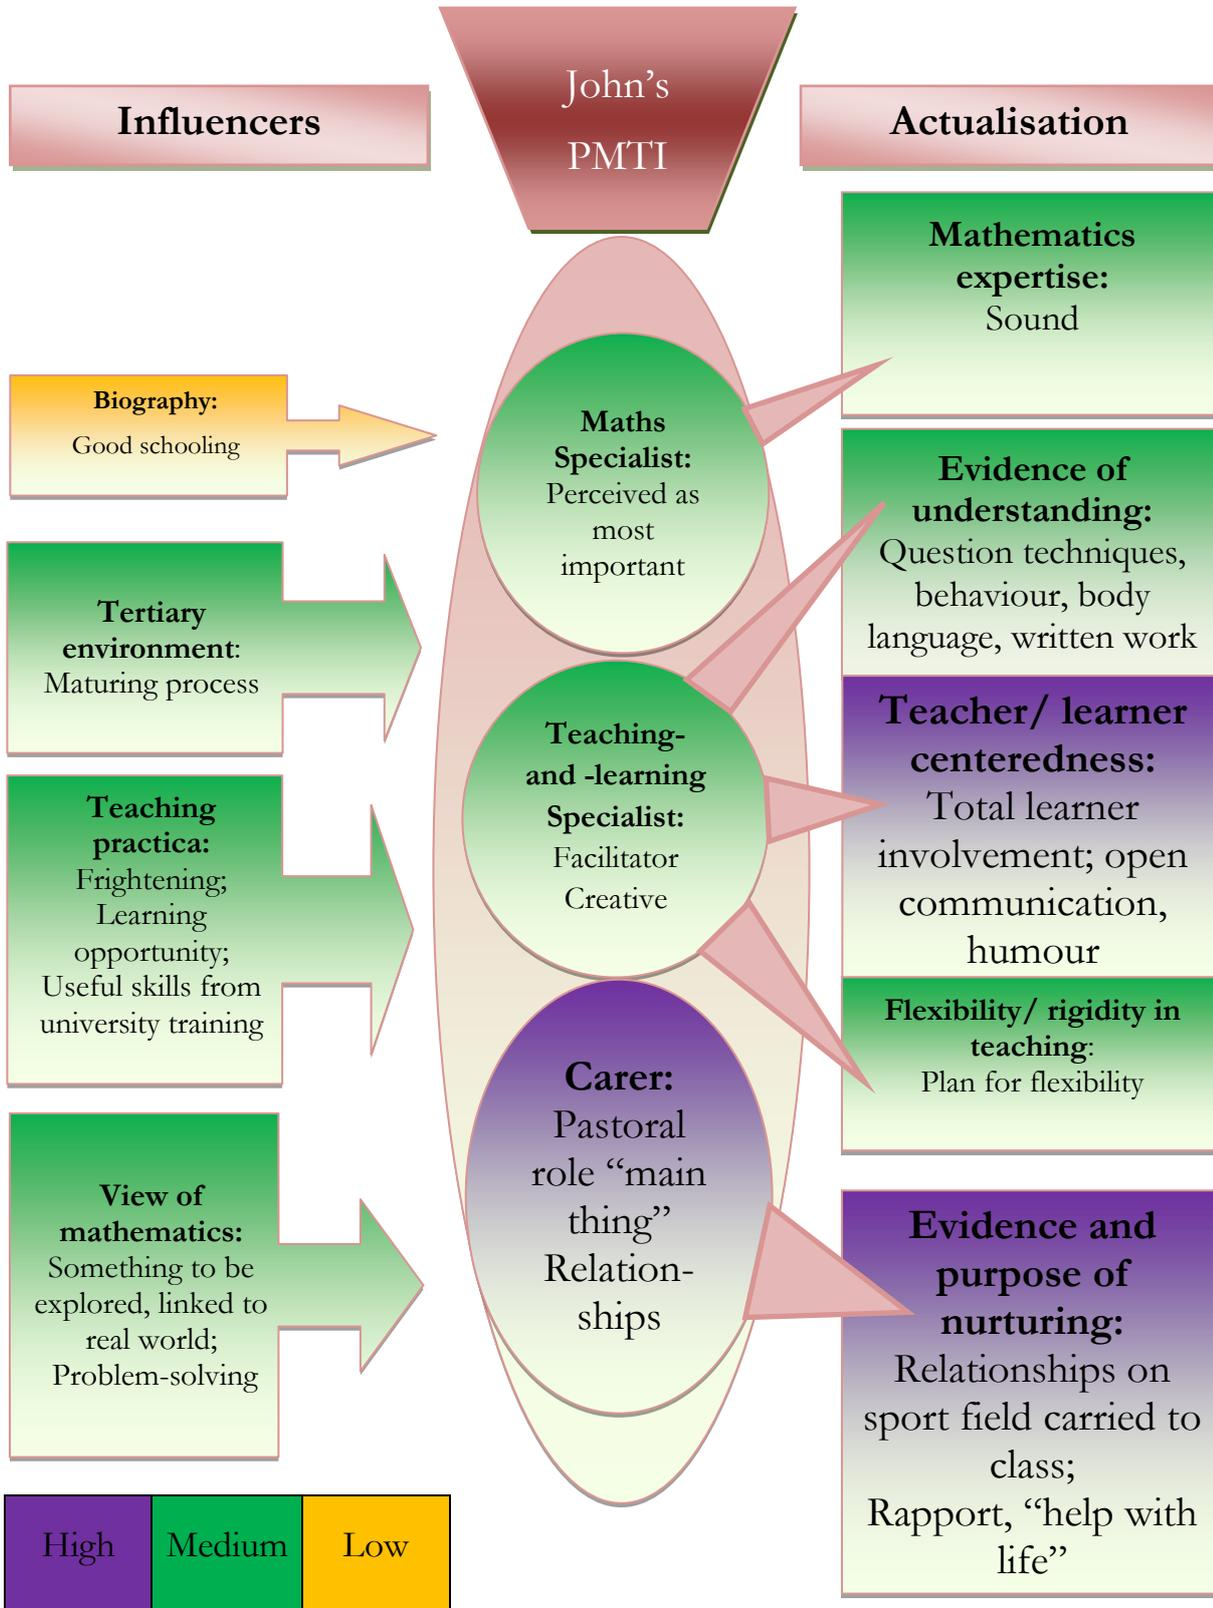 John's
PMTI
Influencers
Actualisation
Biography:
Good schooling
Tertiary
environment:
Maturing process
Teaching
practica:
Frightening;
Learning
opportunity;
Useful skills from
university training
View of
mathematics:
Something to be
explored, linked to
real world;
Problem-solving
Maths
Specialist:
Perceived as
most
important
Teaching-
and -learning
Specialist:
Facilitator
Creative
Carer:
Pastoral
role “main
thing”
Relation-
ships
Mathematics
expertise:
Sound
Evidence of
understanding:
Question techniques,
behaviour, body
language, written work
Teacher/ learner
centeredness:
Total learner
involvement; open
communication,
humour
Flexibility/ rigidity in
teaching:
Plan for flexibility
Evidence and
purpose of
nurturing:
Relationships on
sport field carried to
class;
Rapport, “help with
life”
High
Medium
Low